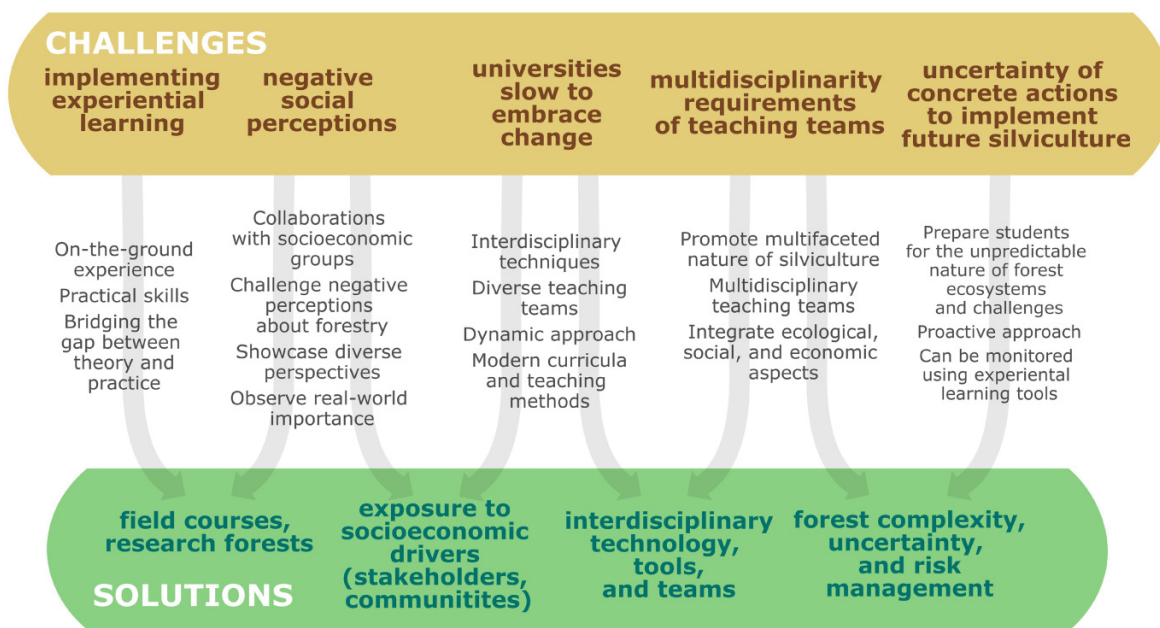 CHALLENGES
implementing
experiential
learning
negative
social
perceptions
universities
slow to
embrace
change
multidisciplinarity
requirements
of teaching teams
uncertainty of
concrete actions
to implement
future silviculture
On-the-ground
experience
Practical skills
Bridging the
gap between
theory and
practice
Collaborations
with socioeconomic
groups
Challenge negative
perceptions
about forestry
Showcase diverse
perspectives
Observe real-world
importance
Interdisciplinary
techniques
Diverse teaching
teams
Dynamic approach
Modern curricula
and teaching
methods
Promote multifaceted
nature of silviculture
Multidisciplinary
teaching teams
Integrate ecological,
social, and economic
aspects
Prepare students
for the unpredictable
nature of forest
ecosystems
and challenges
Proactive approach
Can be monitored
using experiental
learning tools
field courses,
research forests
exposure to
socioeconomic
drivers
(stakeholders,
communitites)
interdisciplinary
technology,
tools,
and teams
forest complexity,
uncertainty,
and risk
management
SOLUTIONS